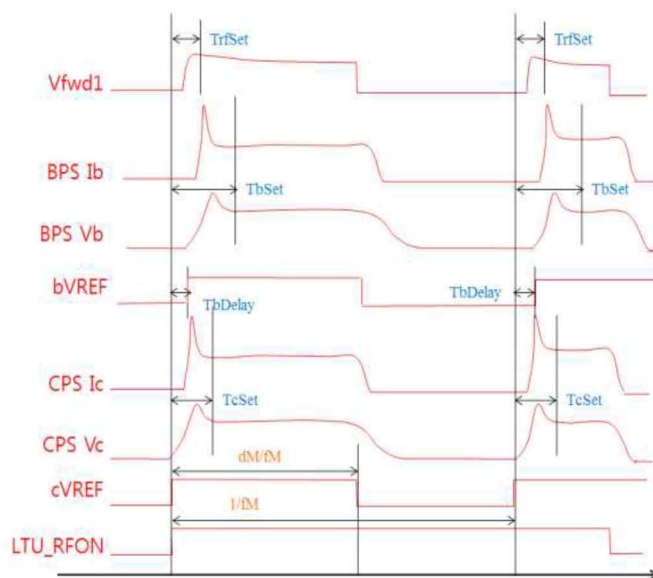 TrfSet TrfSet
Vfwd1
BPS Ib
TbSet TbSet
BPS Vb
bVREF
TbDelay TbDelay
CPS Ic
TcSet TcSet
CPS Vc
dM/fM
cVREF
1/fM
LTU_RFON